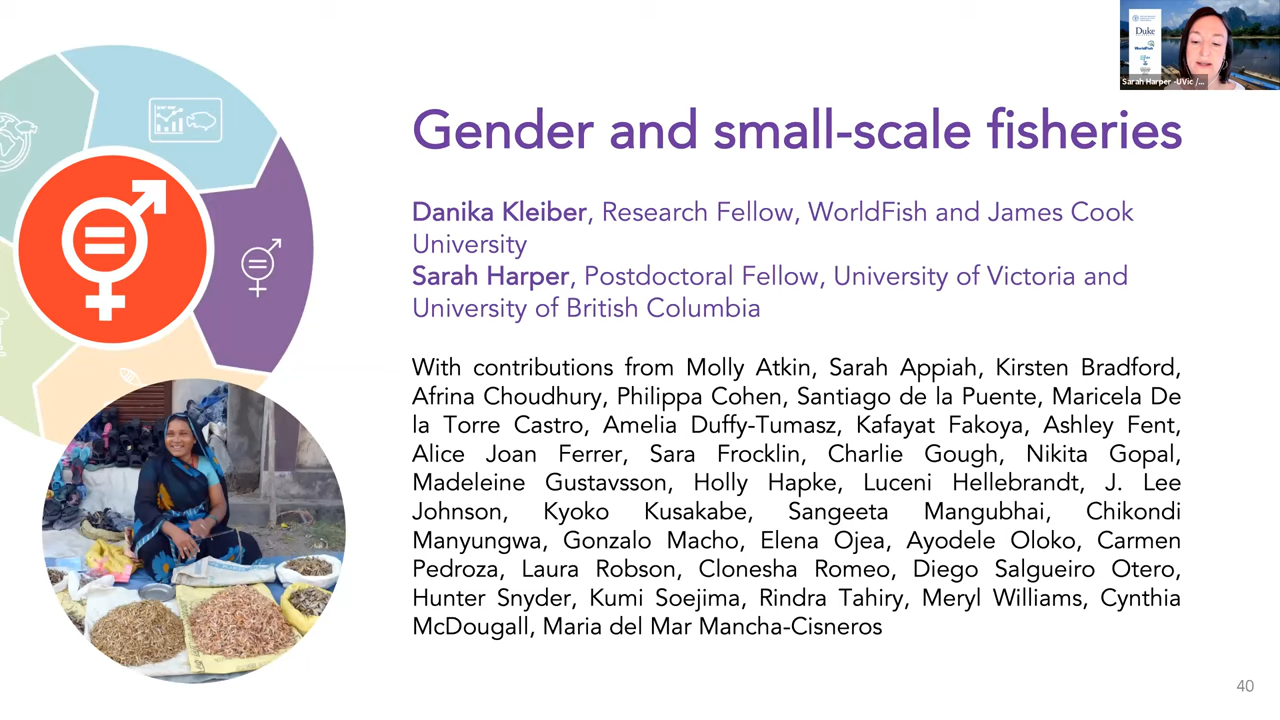 Duke
WorldFish
Sarah Harper -UVic /...
Gender and small-scale fisheries
Danika Kleiber, Research Fellow, WorldFish and James Cook
University
Sarah Harper, Postdoctoral Fellow, University of Victoria and
University of British Columbia
With contributions from Molly Atkin, Sarah Appiah, Kirsten Bradford,
Afrina Choudhury, Philippa Cohen, Santiago de la Puente, Maricela De
la Torre Castro, Amelia Duffy-Tumasz, Kafayat Fakoya, Ashley Fent,
Alice Joan Ferrer, Sara Frocklin, Charlie Gough, Nikita Gopal,
Madeleine Gustavsson, Holly Hapke, Luceni Hellebrandt, J. Lee
Johnson, Kyoko Kusakabe, Sangeeta Mangubhai, Chikondi
Manyungwa, Gonzalo Macho, Elena Ojea, Ayodele Oloko, Carmen
Pedroza, Laura Robson, Clonesha Romeo, Diego Salgueiro Otero,
Hunter Snyder, Kumi Soejima, Rindra Tahiry, Meryl Williams, Cynthia
McDougall, Maria del Mar Mancha-Cisneros
40